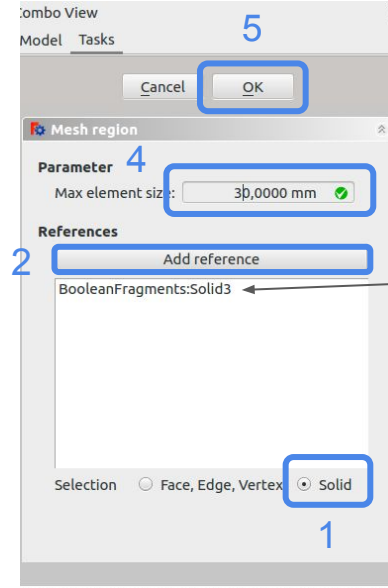 Combo View
Model Tasks
5
Cancel OK
Mesh region
Parameter 4
Max element size: 30,0000 mm
References
2 Add reference
BooleanFragments:Solid3
Selection Face, Edge, Vertex Solid
1